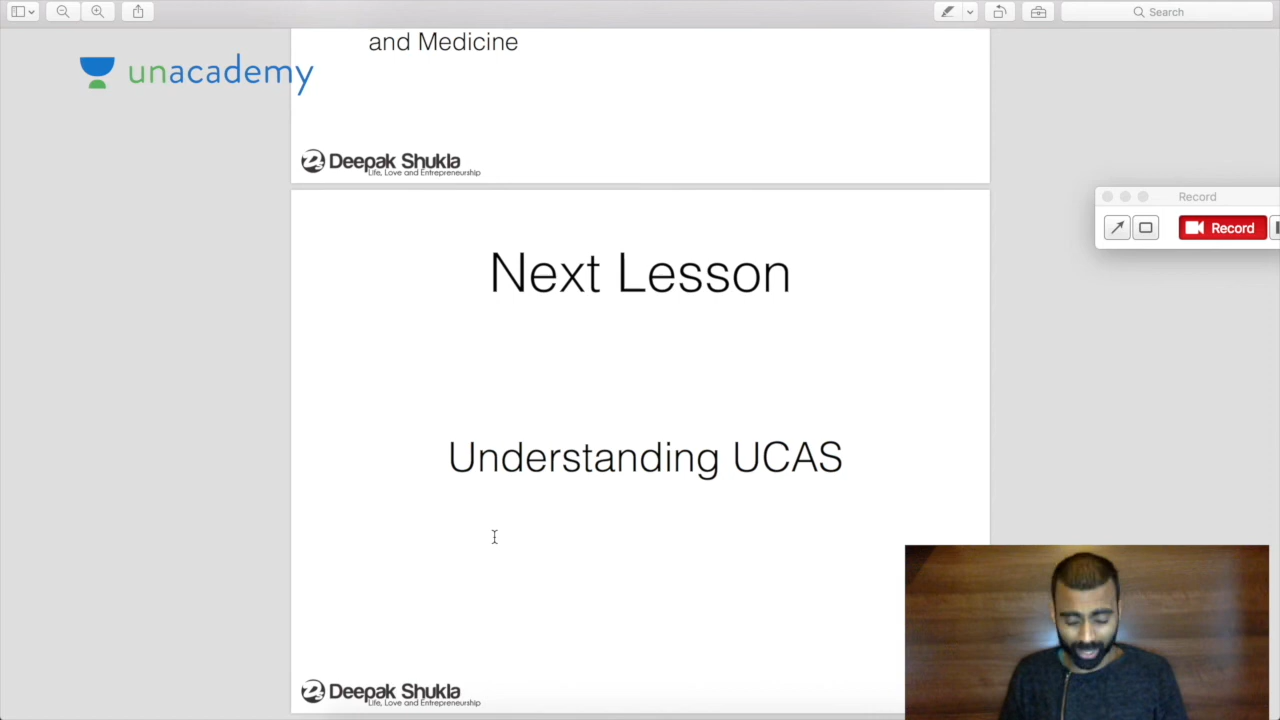 Search
and Medicine
unacademy
Deepak Shukla
Life, Love and Entrepreneurship
Record
Record
Next Lesson
Understanding UCAS
Deepak Shukla
Life, Love and Entrepreneurship